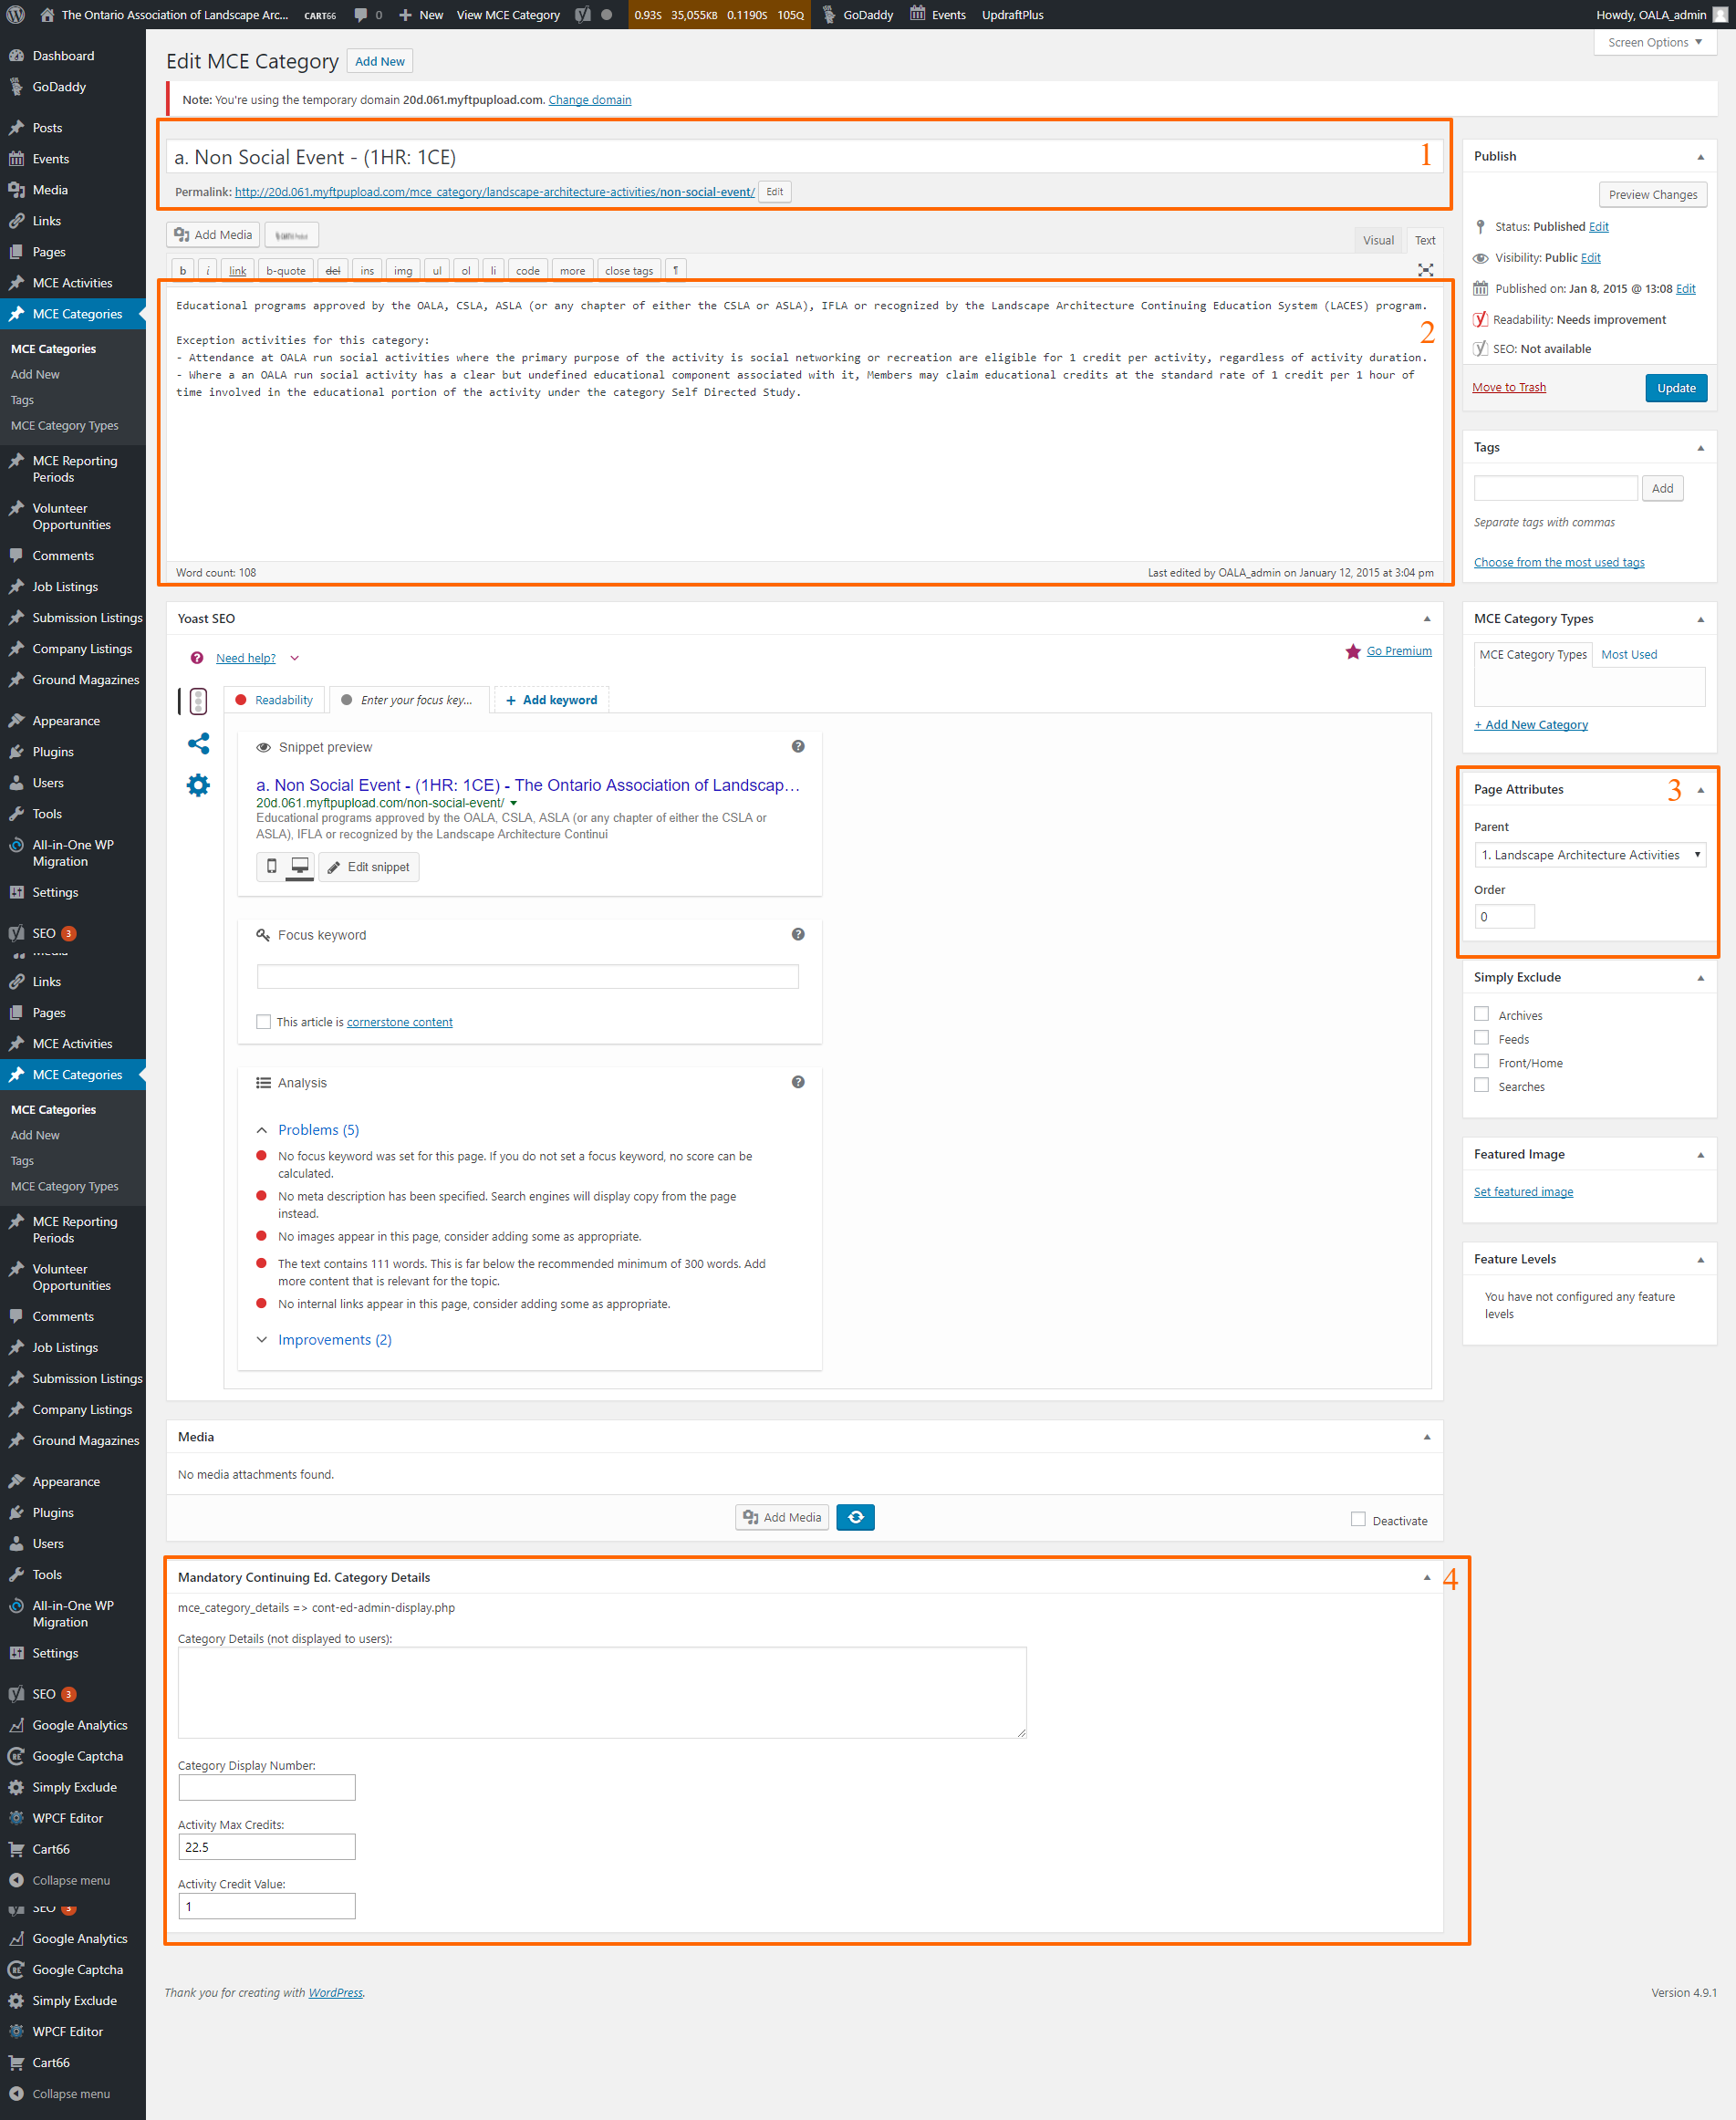 The Ontario Association of Landscape Arc... CART66 0 New View MCE Category 0.93S 35,055KB 0.1190S 105Q GoDaddy Events UpdraftPlus Howdy, OALA_admin
Screen Options
Dashboard
GoDaddy
Posts
Events
Media
Links
Pages
MCE Activities
MCE Categories
MCE Categories
Add New
Tags
MCE Category Types
MCE Reporting
Periods
Volunteer
Opportunities
Comments
Job Listings
Submission Listings
Company Listings
Ground Magazines
Appearance
Plugins
Users
Tools
All-in-One WP
Migration
Settings
SEO 3
Media
Links
Pages
MCE Activities
MCE Categories
MCE Categories
Add New
Tags
MCE Category Types
MCE Reporting
Periods
Volunteer
Opportunities
Comments
Job Listings
Submission Listings
Company Listings
Ground Magazines
Appearance
Plugins
Users
Tools
All-in-One WP
Migration
Settings
SEO 3
Google Analytics
Google Captcha
Simply Exclude
WPCF Editor
Cart66
Collapse menu
SEO 3
Google Analytics
Google Captcha
Simply Exclude
WPCF Editor
Cart66
Collapse menu
Edit MCE Category Add New
Note: You're using the temporary domain 20d.061.myftpupload.com. Change domain
a. Non Social Event - (1HR: 1CE) 1
Permalink: http://20d.061.myftpupload.com/mce_category/landscape-architecture-activities/non-social-event/ Edit
Add Media
Visual Text
b i link b-quote del ins img ul ol li code more close tags ¶
Educational programs approved by the OALA, CSLA, ASLA (or any chapter of either the CSLA or ASLA), IFLA or recognized by the Landscape Architecture Continuing Education System (LACES) program.
2
Exception activities for this category:
- Attendance at OALA run social activities where the primary purpose of the activity is social networking or recreation are eligible for 1 credit per activity, regardless of activity duration.
- Where a an OALA run social activity has a clear but undefined educational component associated with it, Members may claim educational credits at the standard rate of 1 credit per 1 hour of
time involved in the educational portion of the activity under the category Self Directed Study.
Word count: 108 Last edited by OALA_admin on January 12, 2015 at 3:04 pm
Yoast SEO
Need help? Go Premium
Readability Enter your focus key... + Add keyword
Snippet preview
a. Non Social Event - (1HR: 1CE) - The Ontario Association of Landscap...
20d.061.myftpupload.com/non-social-event/
Educational programs approved by the OALA, CSLA, ASLA (or any chapter of either the CSLA or
ASLA), IFLA or recognized by the Landscape Architecture Continui
Edit snippet
Focus keyword
This article is cornerstone content
Analysis
Problems (5)
No focus keyword was set for this page. If you do not set a focus keyword, no score can be
calculated.
No meta description has been specified. Search engines will display copy from the page
instead.
No images appear in this page, consider adding some as appropriate.
The text contains 111 words. This is far below the recommended minimum of 300 words. Add
more content that is relevant for the topic.
No internal links appear in this page, consider adding some as appropriate.
Improvements (2)
Media
No media attachments found.
Add Media Deactivate
Mandatory Continuing Ed. Category Details 4
mce_category_details => cont-ed-admin-display.php
Category Details (not displayed to users):
Category Display Number:
Activity Max Credits:
22.5
Activity Credit Value:
1
Thank you for creating with WordPress. Version 4.9.1
Publish
Preview Changes
Status: Published Edit
Visibility: Public Edit
Published on: Jan 8, 2015 @ 13:08 Edit
Readability: Needs improvement
SEO: Not available
Move to Trash Update
Tags
Add
Separate tags with commas
Choose from the most used tags
MCE Category Types
MCE Category Types Most Used
+ Add New Category
Page Attributes 3
Parent
1. Landscape Architecture Activities
Order
0
Simply Exclude
Archives
Feeds
Front/Home
Searches
Featured Image
Set featured image
Feature Levels
You have not configured any feature
levels